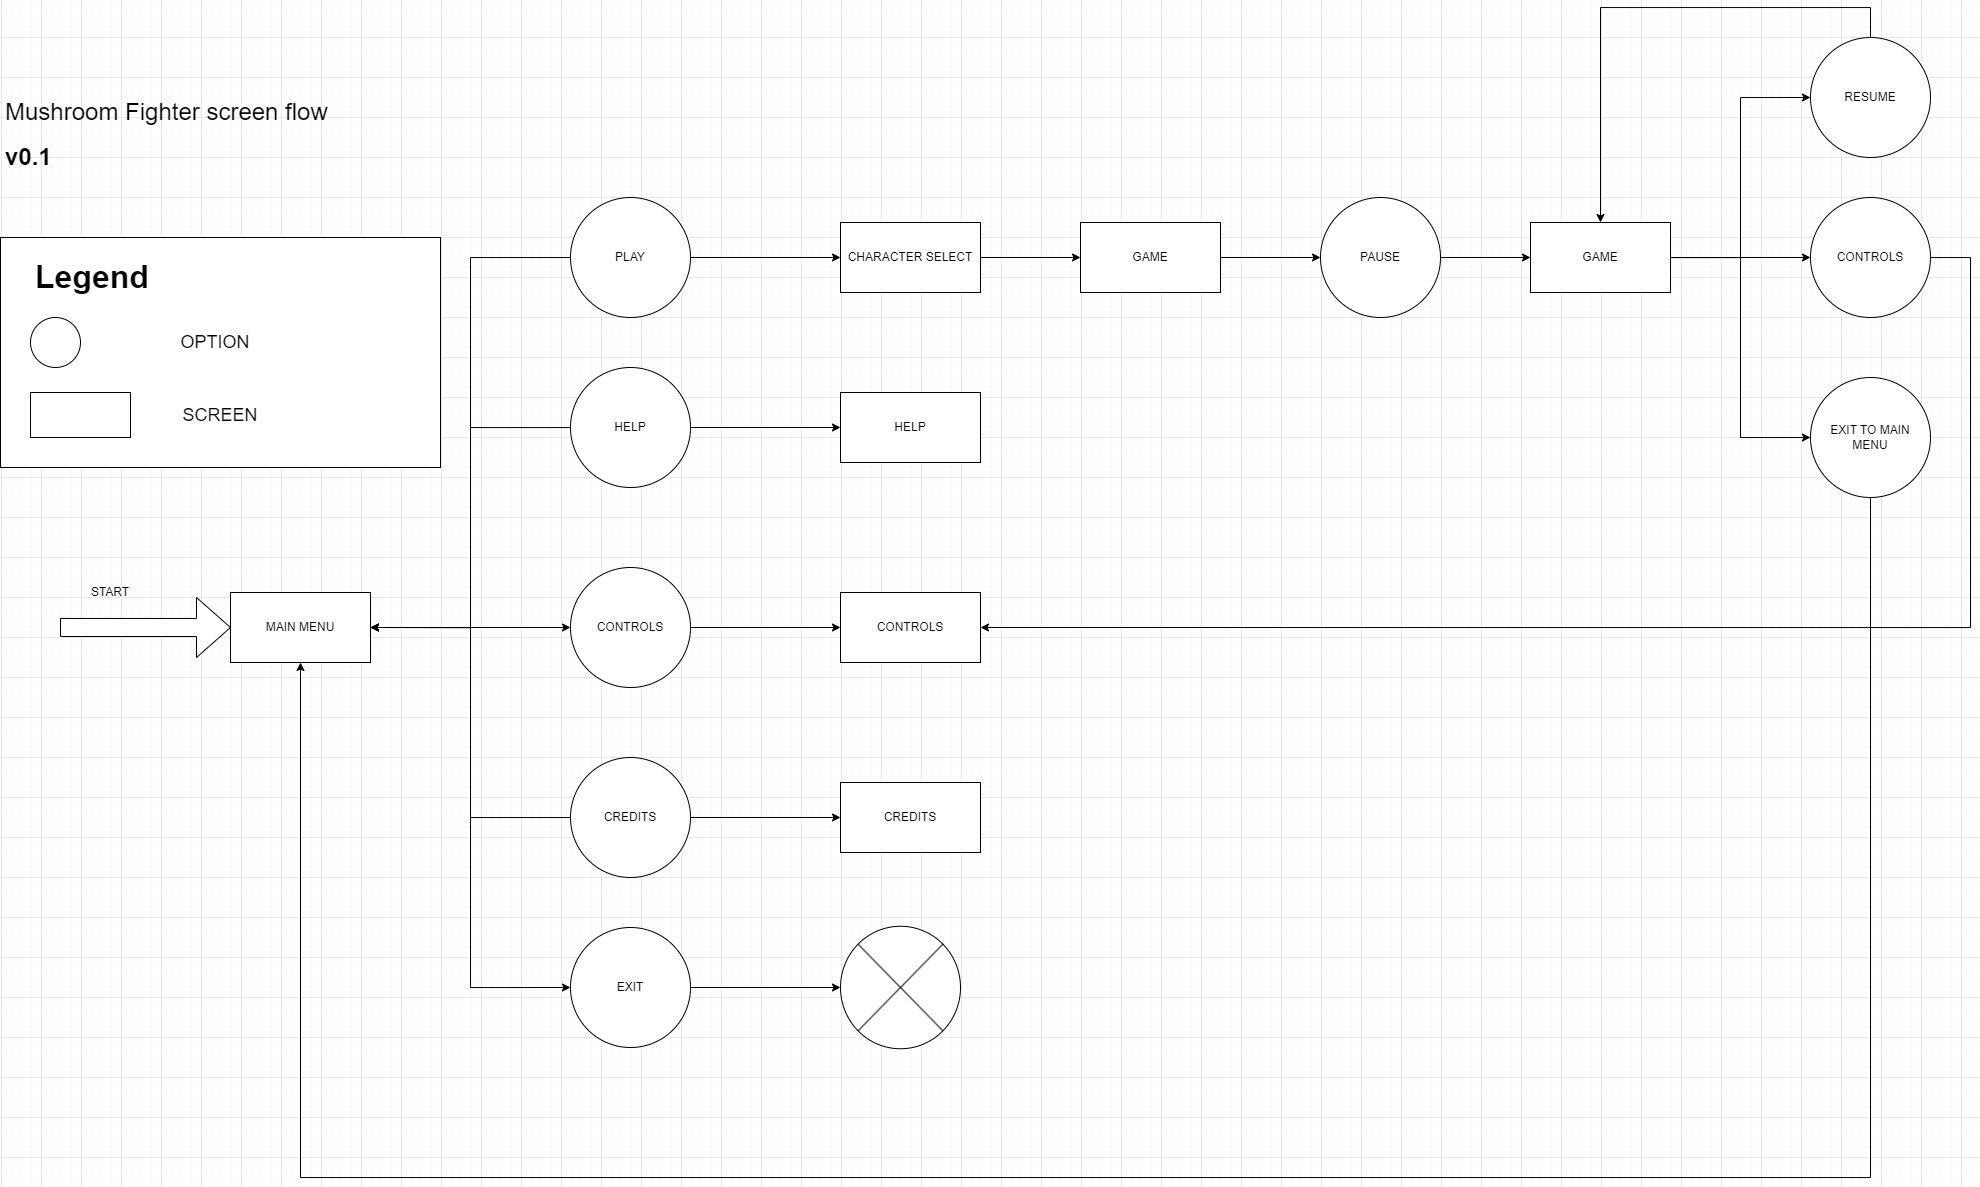 Mushroom Fighter screen flow
v0.1
Legend
OPTION
SCREEN
RESUME
PLAY
CHARACTER SELECT
GAME
PAUSE
GAME
CONTROLS
HELP
HELP
EXIT TO MAIN
MENU
START
MAIN MENU
CONTROLS
CONTROLS
CREDITS
CREDITS
EXIT